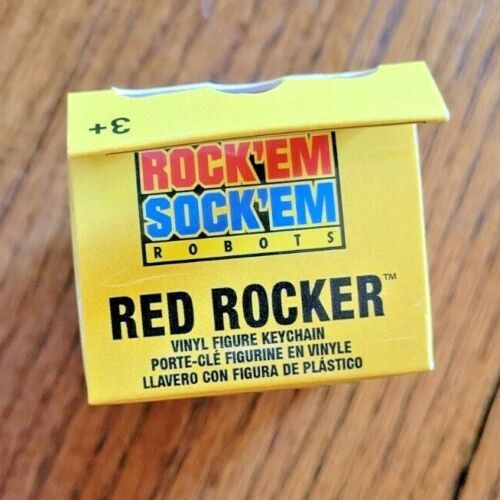 3+
ROCK'EM
SOCK'EM
ROBOTS
RED ROCKER™
VINYL FIGURE KEYCHAIN
PORTE-CLÉ FIGURINE EN VINYLE
LLAVERO CON FIGURA DE PLÁSTICO